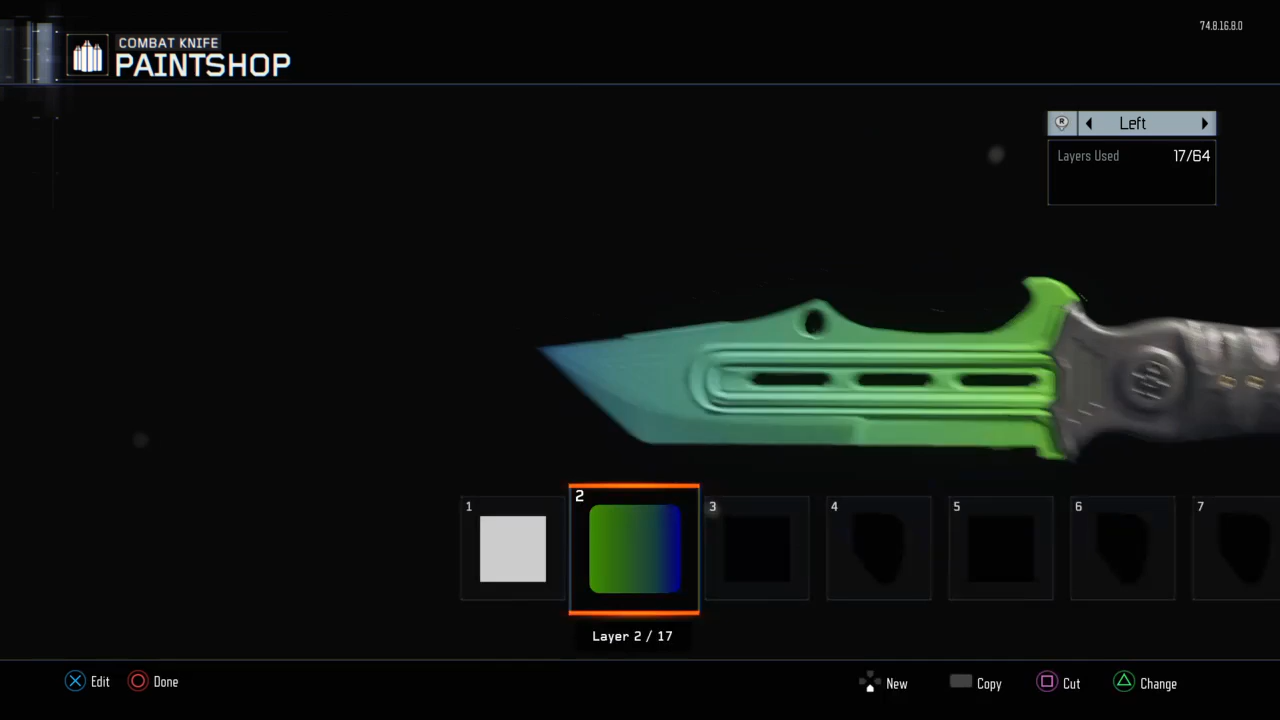 COMBAT KNIFE
PAINTSHOP
74.8.16.8.0
R
Left
Layers Used 17/64
1
2
3
4
5
6
7
Layer 2 / 17
Edit
Done
New
Copy
Cut
Change